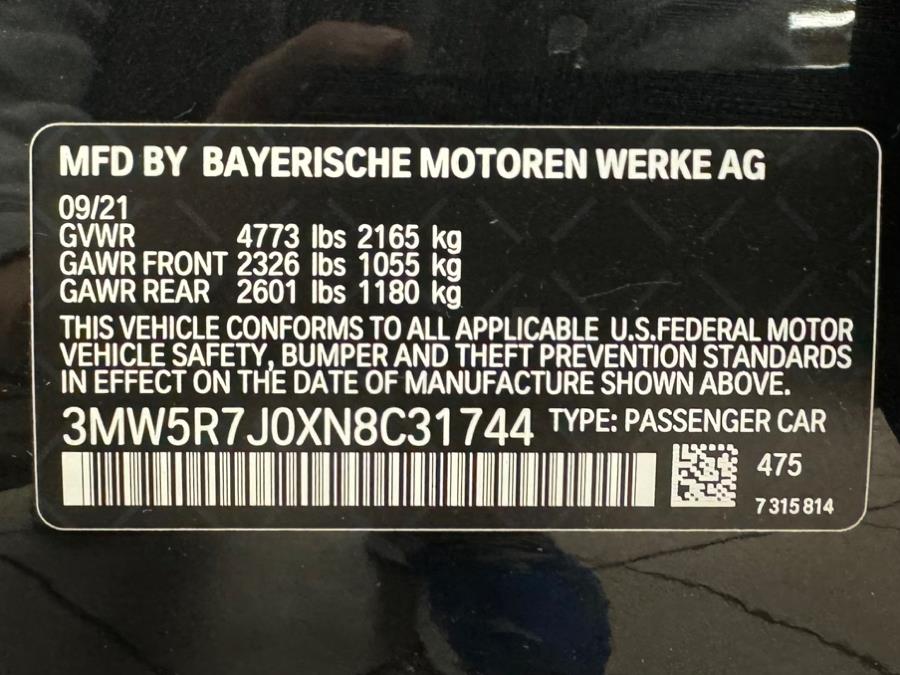 MFD BY BAYERISCHE MOTOREN WERKE AG
09/21
GVWR 4773 lbs 2165 kg
GAWR FRONT 2326 lbs 1055 kg
GAWR REAR 2601 lbs 1180 kg
THIS VEHICLE CONFORMS TO ALL APPLICABLE U.S.FEDERAL MOTOR
VEHICLE SAFETY, BUMPER AND THEFT PREVENTION STANDARDS
IN EFFECT ON THE DATE OF MANUFACTURE SHOWN ABOVE.
3MW5R7J0XN8C31744 TYPE: PASSENGER CAR
475
7 315 814